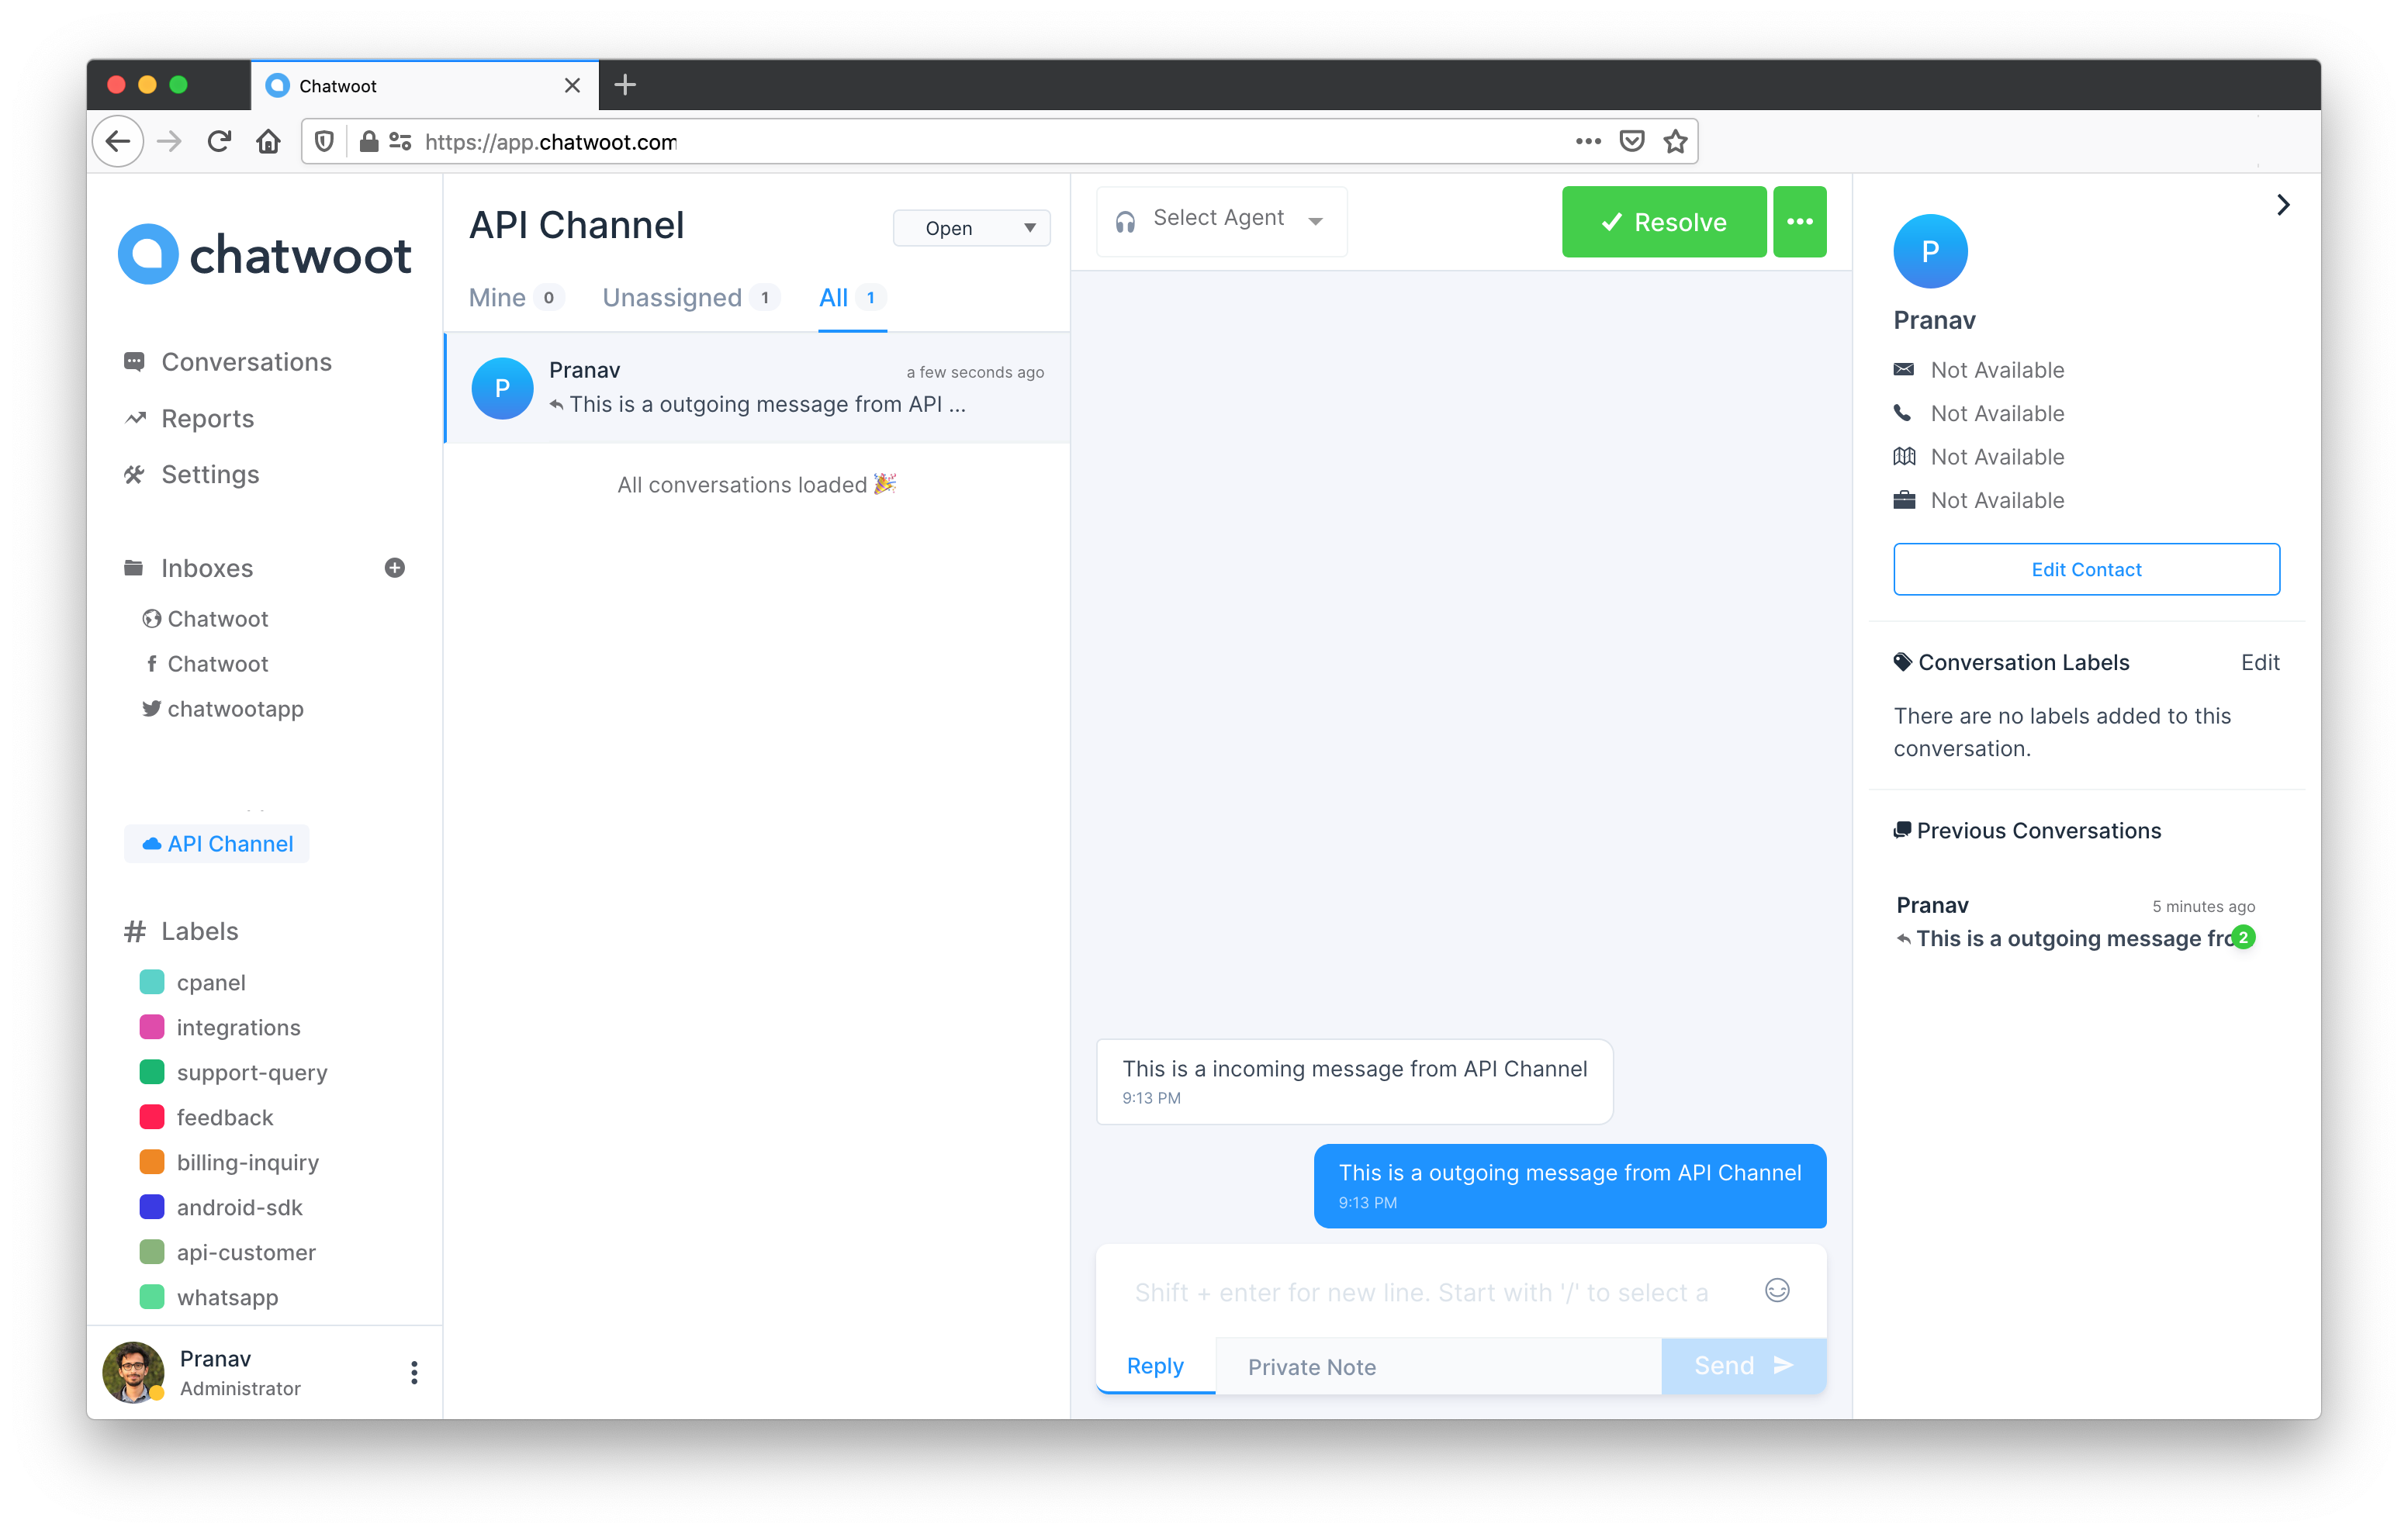 Chatwoot
https://app.chatwoot.com
chatwoot
Conversations
Reports
Settings
Inboxes
Chatwoot
Chatwoot
chatwootapp
API Channel
# Labels
cpanel
integrations
support-query
feedback
billing-inquiry
android-sdk
api-customer
whatsapp
Pranav
Administrator
API Channel
Open
Mine 0 Unassigned 1 All 1
P
Pranav
a few seconds ago
This is a outgoing message from API ...
All conversations loaded 🎉
Select Agent
Resolve
This is a incoming message from API Channel
9:13 PM
This is a outgoing message from API Channel
9:13 PM
Shift + enter for new line. Start with '/' to select a
Reply
Private Note
Send
P
Pranav
Not Available
Not Available
Not Available
Not Available
Edit Contact
Conversation Labels
Edit
There are no labels added to this
conversation.
Previous Conversations
Pranav
5 minutes ago
This is a outgoing message fro
2